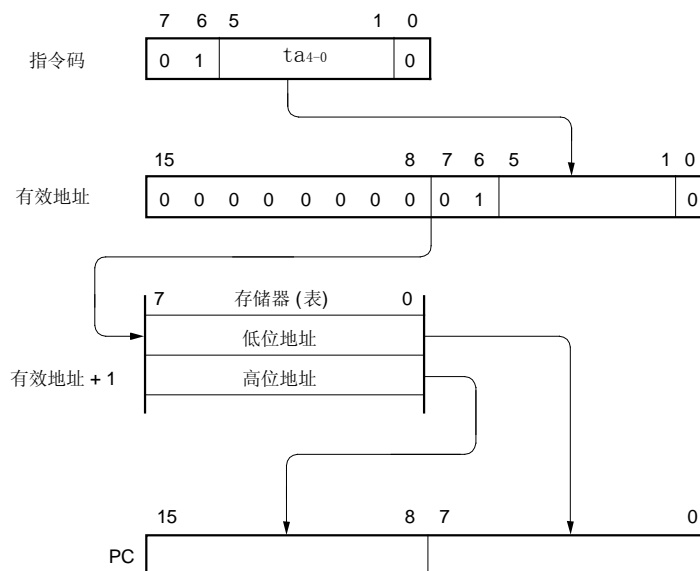 7 6 5 1 0
指令码 0 1 ta4-0 0
15 8 7 6 5 1 0
有效地址 0 0 0 0 0 0 0 0 0 1 0
7 存储器 (表) 0
低位地址
有效地址 + 1 高位地址
15 8 7 0
PC